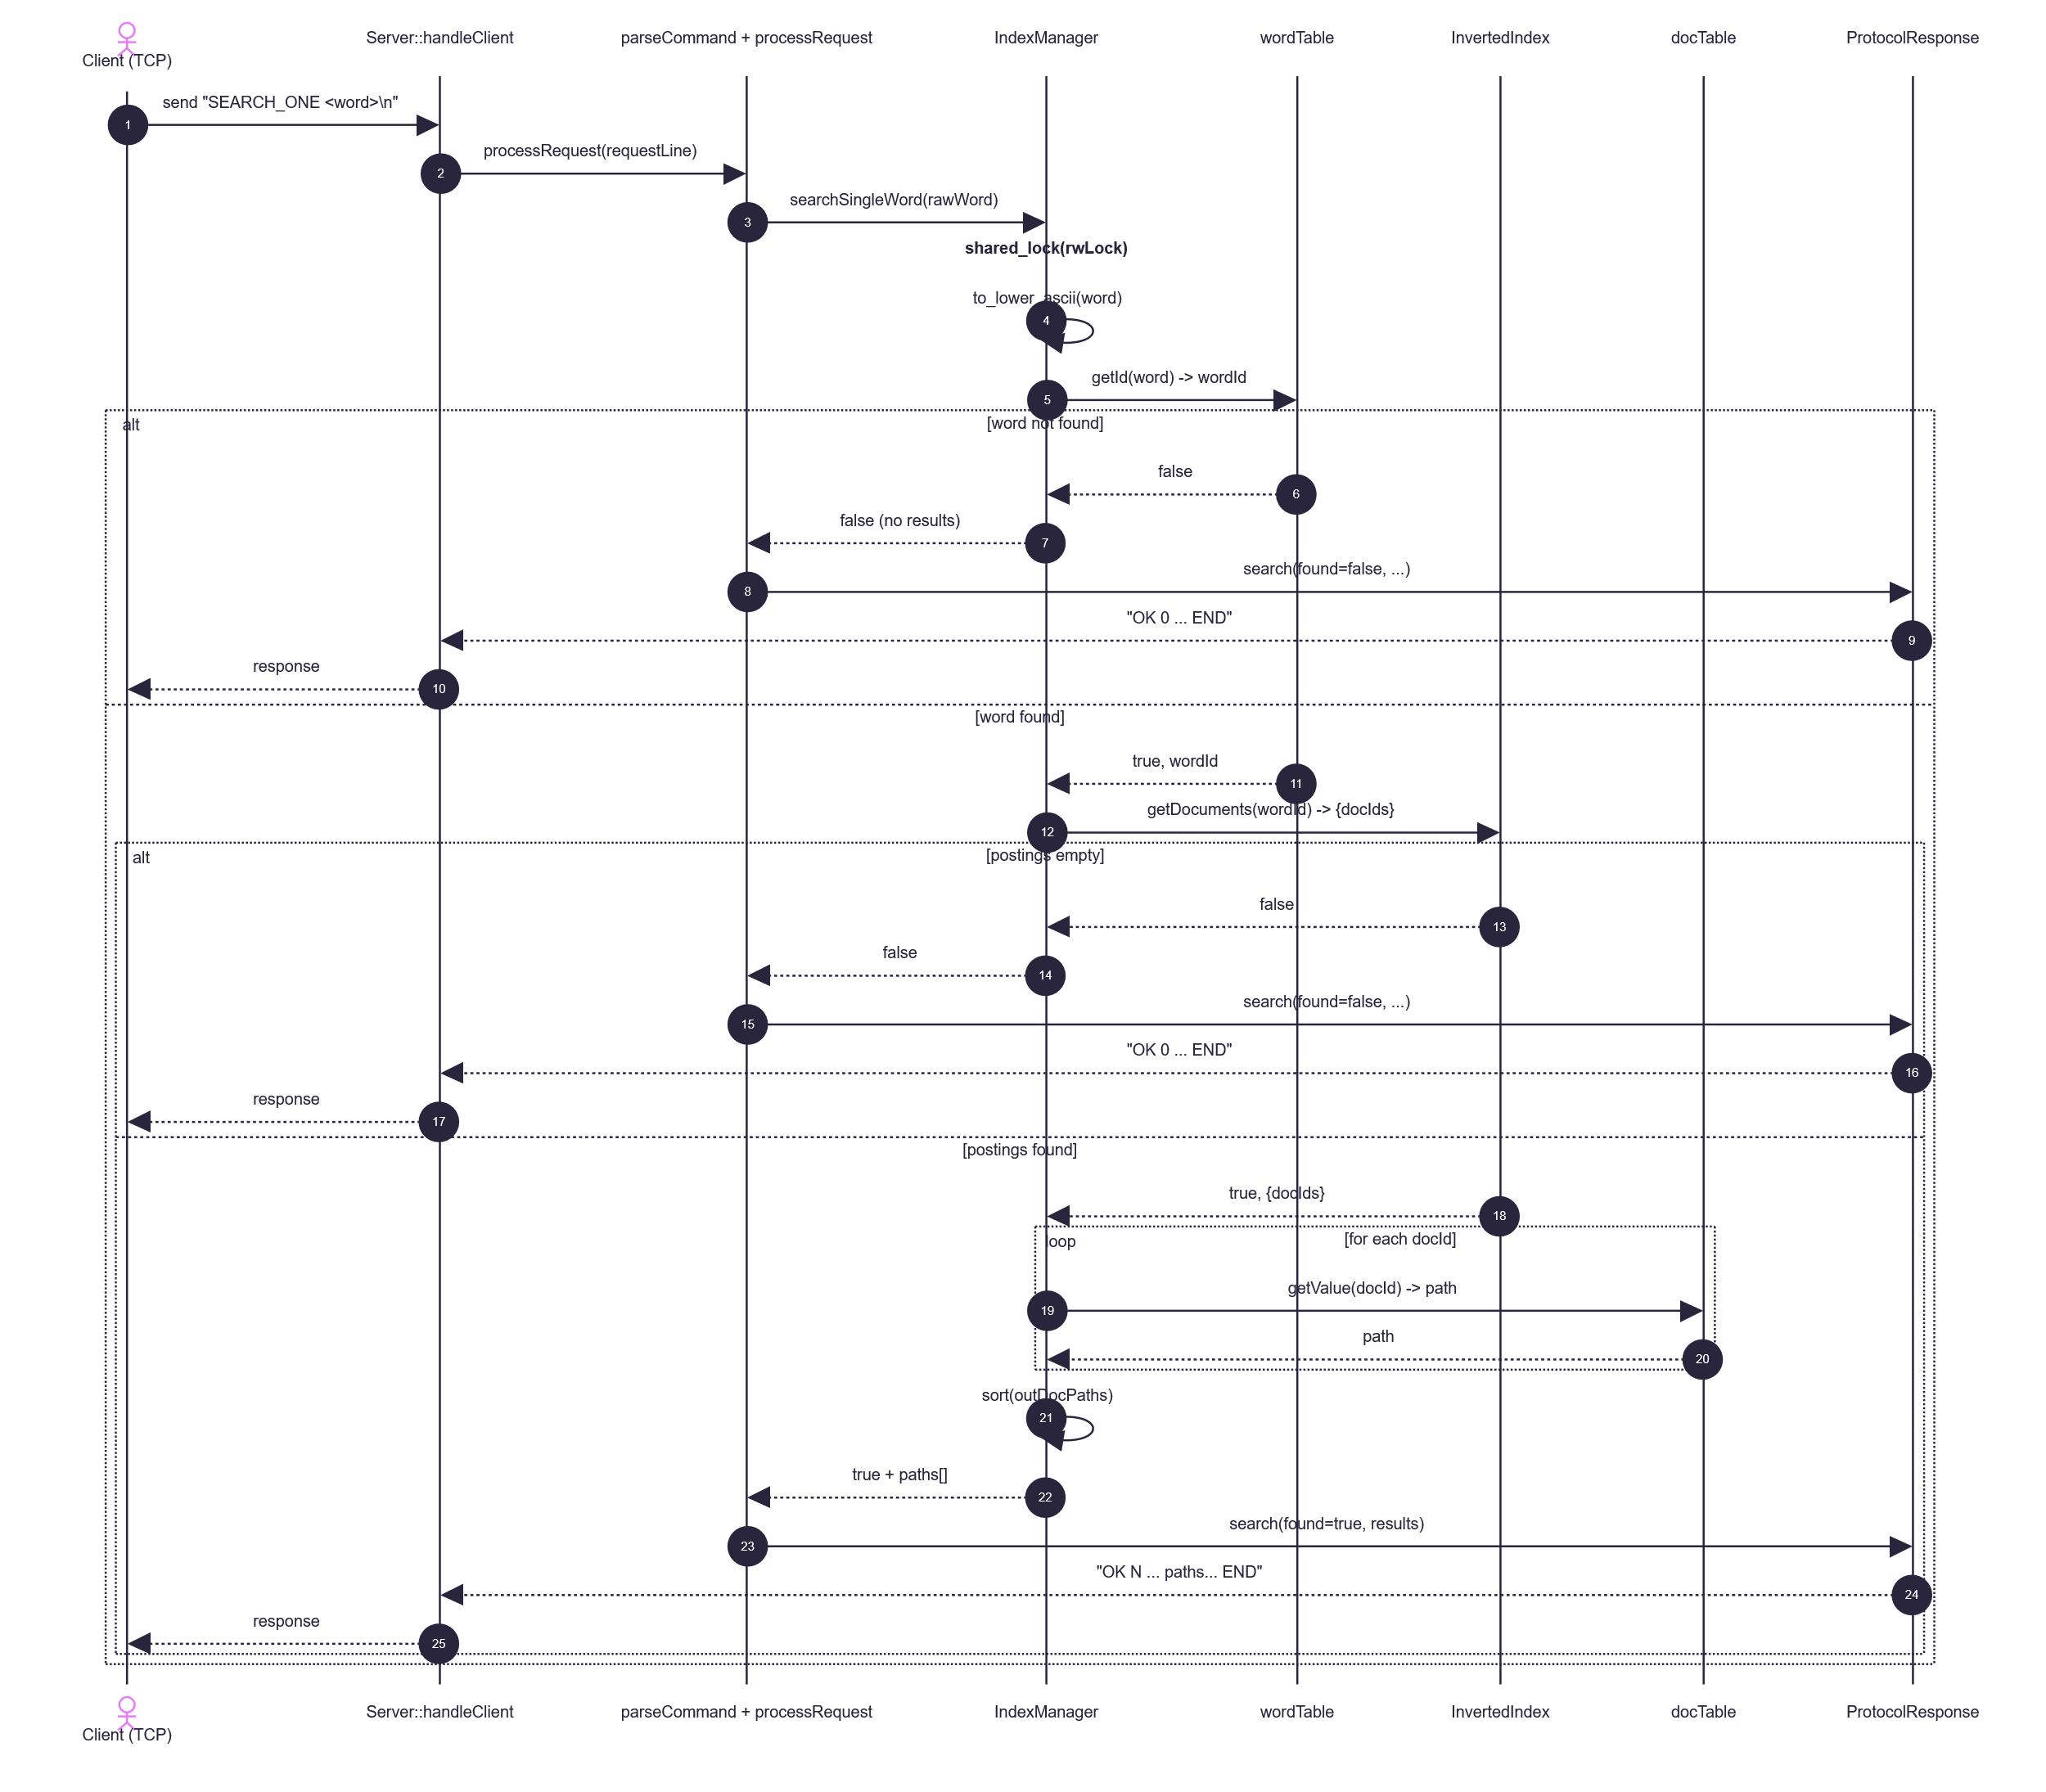 Client (TCP)
Server::handleClient
parseCommand + processRequest
IndexManager
wordTable
InvertedIndex
docTable
ProtocolResponse
send "SEARCH_ONE <word>\n"
1
processRequest(requestLine)
2
searchSingleWord(rawWord)
3
shared_lock(rwLock)
to_lower_ascii(word)
4
getId(word) -> wordId
5
alt
[word not found]
false
6
false (no results)
7
search(found=false, ...)
8
"OK 0 ... END"
9
response
10
[word found]
true, wordId
11
getDocuments(wordId) -> {docIds}
12
alt
[postings empty]
false
13
false
14
search(found=false, ...)
15
"OK 0 ... END"
16
response
17
[postings found]
true, {docIds}
18
loop
[for each docId]
getValue(docId) -> path
19
path
20
sort(outDocPaths)
21
true + paths[]
22
search(found=true, results)
23
"OK N ... paths... END"
24
response
25
Client (TCP)
Server::handleClient
parseCommand + processRequest
IndexManager
wordTable
InvertedIndex
docTable
ProtocolResponse